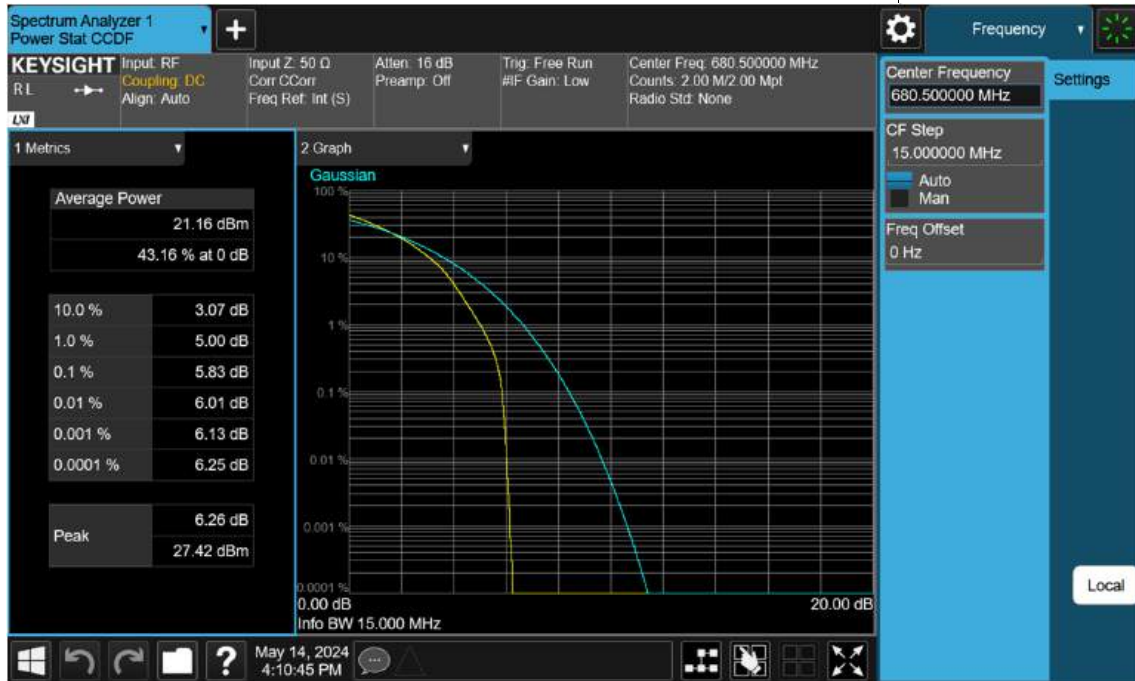 Spectrum Analyzer 1
Power Stat CCDF
+
Frequency
KEYSIGHT
R L
LXI
Input: RF
Coupling: DC
Align: Auto
Input Z: 50 Ω
Corr CCorr
Freq Ref: Int (S)
Atten: 16 dB
Preamp: Off
Trig: Free Run
#IF Gain: Low
Center Freq: 680.500000 MHz
Counts: 2.00 M/2.00 Mpt
Radio Std: None
Center Frequency
680.500000 MHz
Settings
CF Step
15.000000 MHz
Auto
Man
Freq Offset
0 Hz
1 Metrics
Average Power
21.16 dBm
43.16 % at 0 dB
10.0 % 3.07 dB
1.0 % 5.00 dB
0.1 % 5.83 dB
0.01 % 6.01 dB
0.001 % 6.13 dB
0.0001 % 6.25 dB
Peak
6.26 dB
27.42 dBm
2 Graph
Gaussian
100 %
10 %
1 %
0.1 %
0.01 %
0.001 %
0.0001 %
0.00 dB 20.00 dB
Info BW 15.000 MHz
Local
?
May 14, 2024
4:10:45 PM